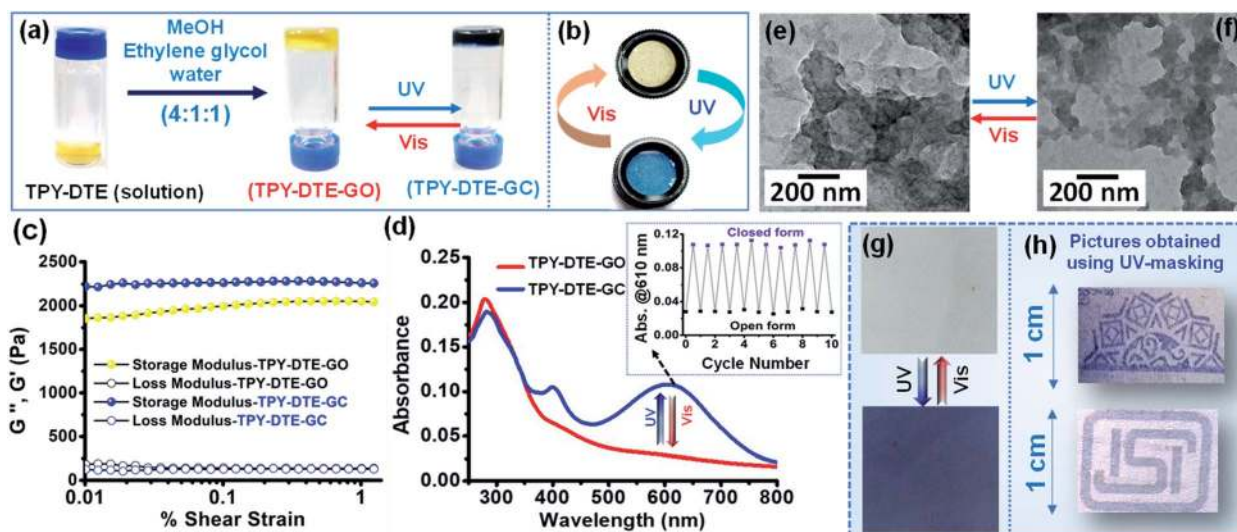 (a)
MeOH
Ethylene glycol
water
(4:1:1)
UV
Vis
TPY-DTE (solution)
(TPY-DTE-GO)
(TPY-DTE-GC)
(b)
Vis
UV
(e)
200 nm
UV
Vis
(f)
200 nm
(c)
G'', G' (Pa)
2500
2250
2000
1750
1500
1250
1000
750
500
250
0
Storage Modulus-TPY-DTE-GO
Loss Modulus-TPY-DTE-GO
Storage Modulus-TPY-DTE-GC
Loss Modulus-TPY-DTE-GC
0.01
0.1
1
% Shear Strain
(d)
Absorbance
0.25
0.20
0.15
0.10
0.05
0.00
TPY-DTE-GO
TPY-DTE-GC
UV
Vis
300 400 500 600 700 800
Wavelength (nm)
Abs. @610 nm
0.12
0.08
0.04
0.00
Closed form
Open form
0 2 4 6 8 10
Cycle Number
(g)
UV
Vis
(h)
Pictures obtained
using UV-masking
1 cm
1 cm